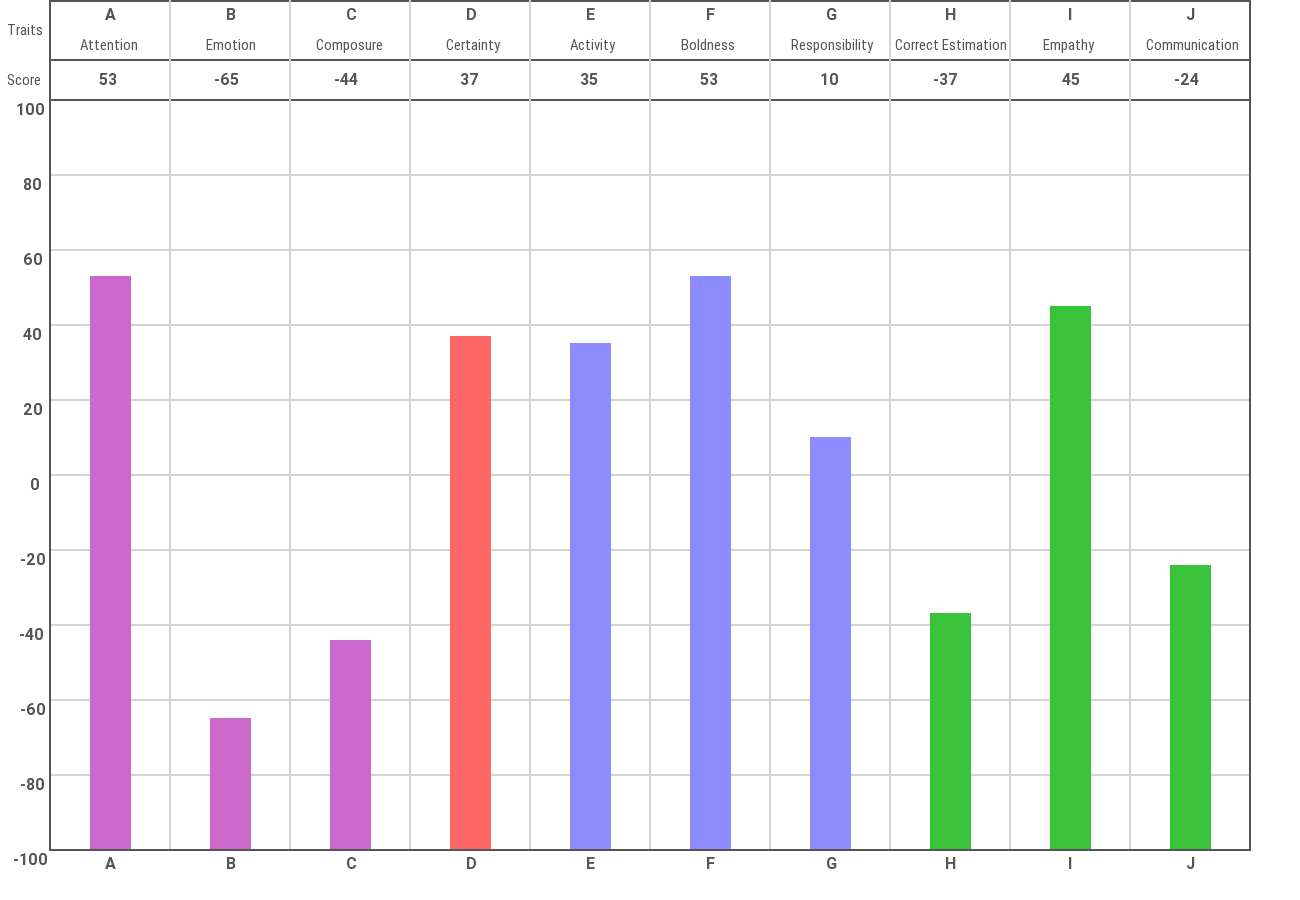 A B C D E F G H I J
Traits Attention Emotion Composure Certainty Activity Boldness Responsibility Correct Estimation Empathy Communication
Score 53 -65 -44 37 35 53 10 -37 45 -24
100
80
60
40
20
0
-20
-40
-60
-80
-100
A B C D E F G H I J